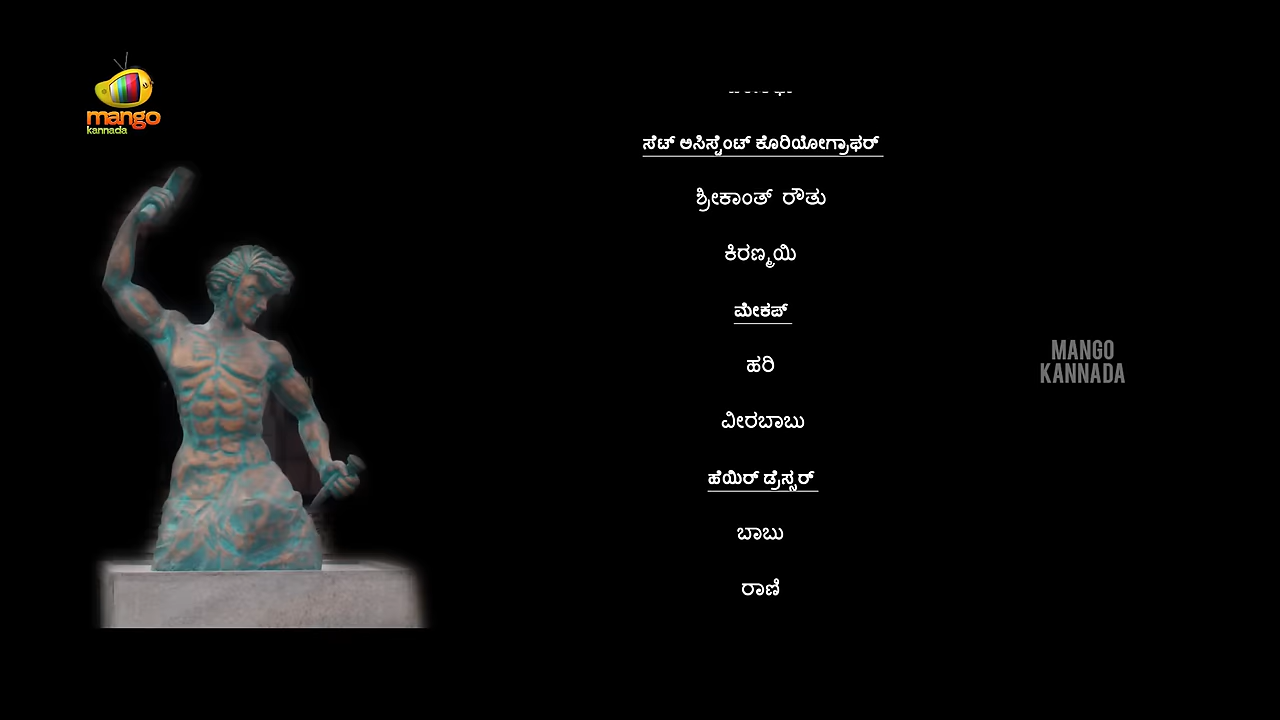 mango
kannada
ಸೆಟ್ ಅಸಿಸ್ಟೆಂಟ್ ಕೊರಿಯೋಗ್ರಾಫರ್
ಶ್ರೀಕಾಂತ್ ರೌತು
ಕಿರಣ್ಮಯಿ
ಮೇಕಪ್
ಹರಿ
ವೀರಬಾಬು
ಹೆಯಿರ್ ಡ್ರೆಸ್ಸರ್
ಬಾಬು
ರಾಣಿ
MANGO
KANNADA